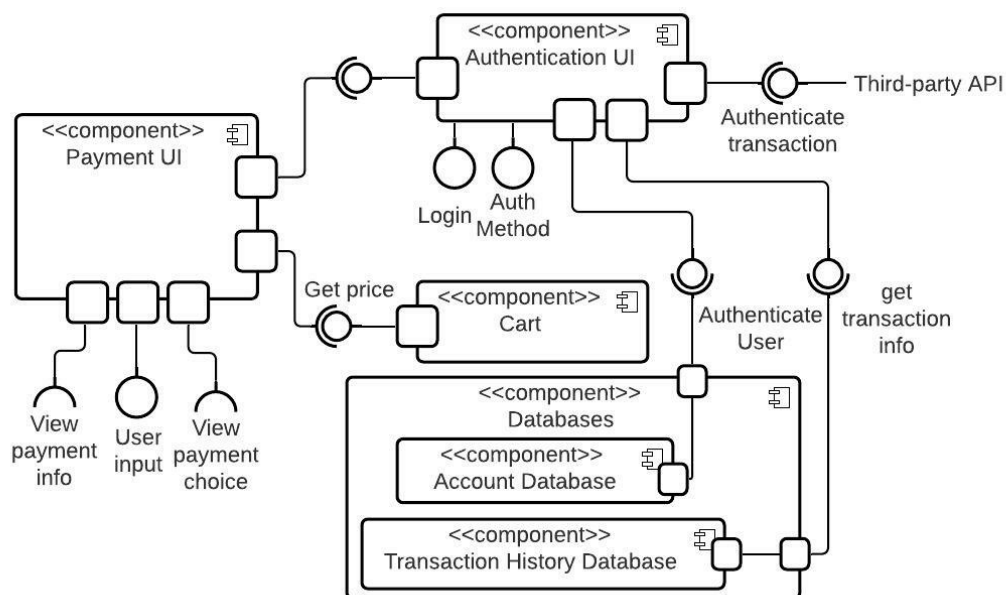 <<component>>
Authentication UI
Third-party API
Authenticate
transaction
<<component>>
Payment UI
Login
Auth
Method
Get price
<<component>>
Cart
Authenticate
User
get
transaction
info
<<component>>
Databases
View
payment
info
User
input
View
payment
choice
<<component>>
Account Database
<<component>>
Transaction History Database